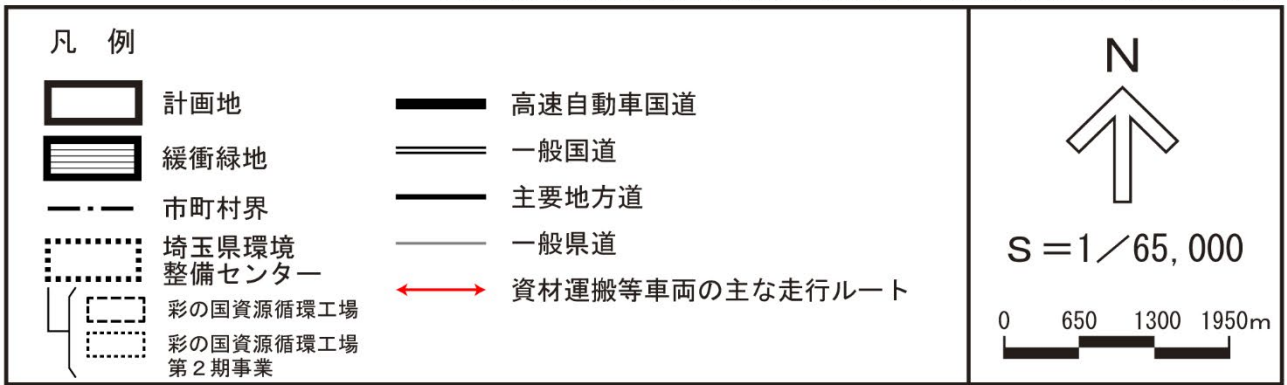 凡 例
計画地
緩衝緑地
市町村界
埼玉県環境
整備センター
彩の国資源循環工場
彩の国資源循環工場
第２期事業
高速自動車国道
一般国道
主要地方道
一般県道
資材運搬等車両の主な走行ルート
N
S＝1／65,000
0 650 1300 1950m